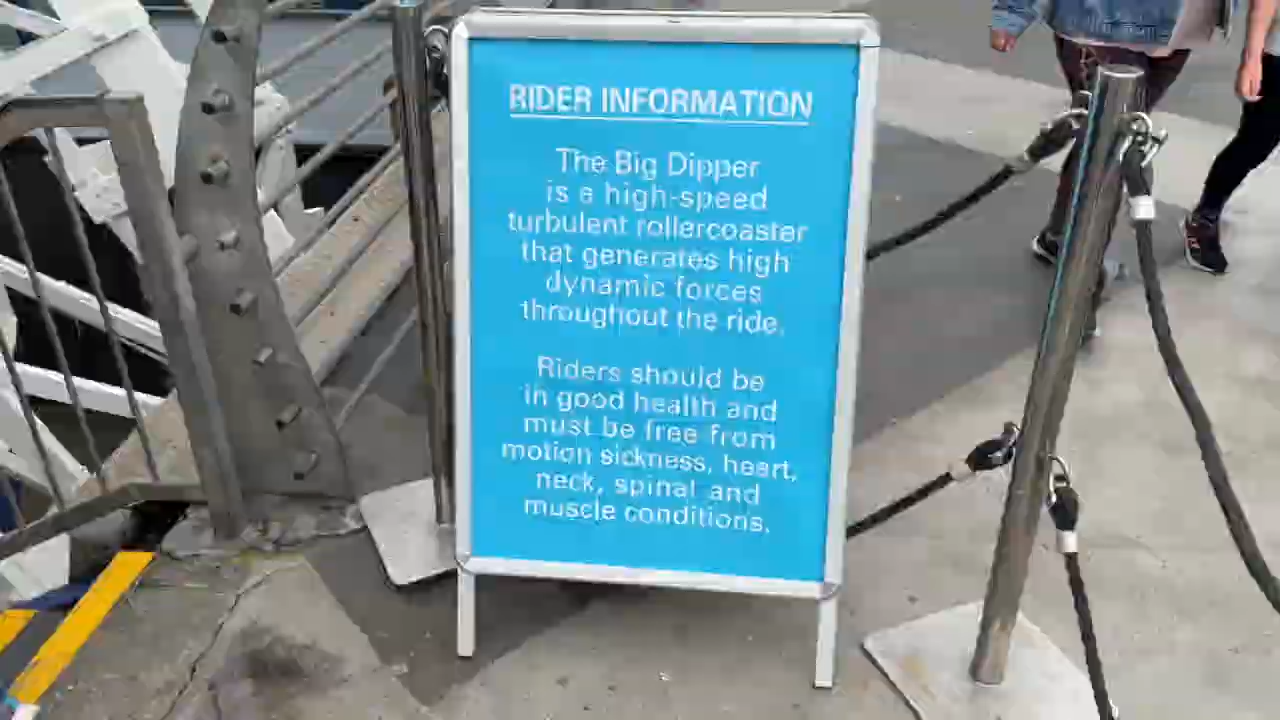 RIDER INFORMATION
The Big Dipper
is a high-speed
turbulent rollercoaster
that generates high
dynamic forces
throughout the ride.
Riders should be
in good health and
must be free from
motion sickness, heart,
neck, spinal and
muscle conditions.